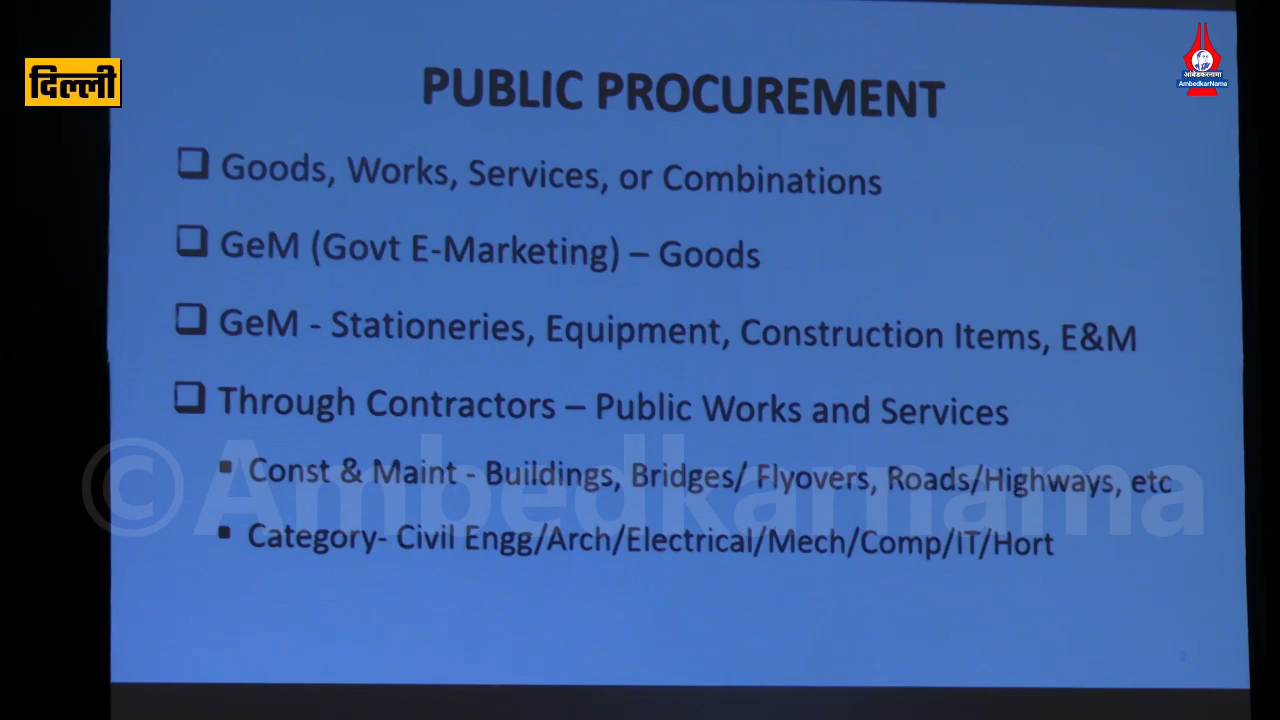 दिल्ली
आंबेडकरनामा
AmbedkarNama
PUBLIC PROCUREMENT
❑ Goods, Works, Services, or Combinations
❑ GeM (Govt E-Marketing) – Goods
❑ GeM - Stationeries, Equipment, Construction Items, E&M
❑ Through Contractors – Public Works and Services
▪ Const & Maint - Buildings, Bridges/ Flyovers, Roads/Highways, etc
▪ Category- Civil Engg/Arch/Electrical/Mech/Comp/IT/Hort
©Ambedkarnama